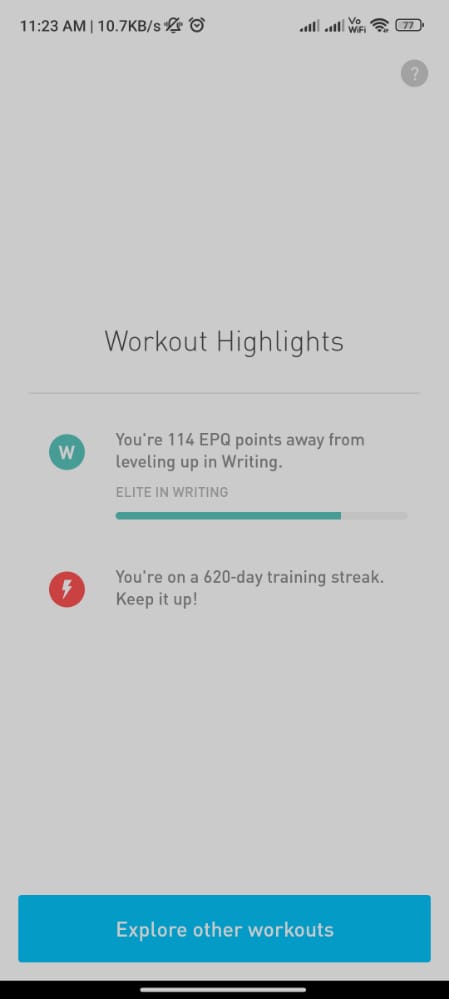 11:23 AM | 10.7KB/s
Vo
WiFi
77
?
Workout Highlights
W
You're 114 EPQ points away from
leveling up in Writing.
ELITE IN WRITING
You're on a 620-day training streak.
Keep it up!
Explore other workouts